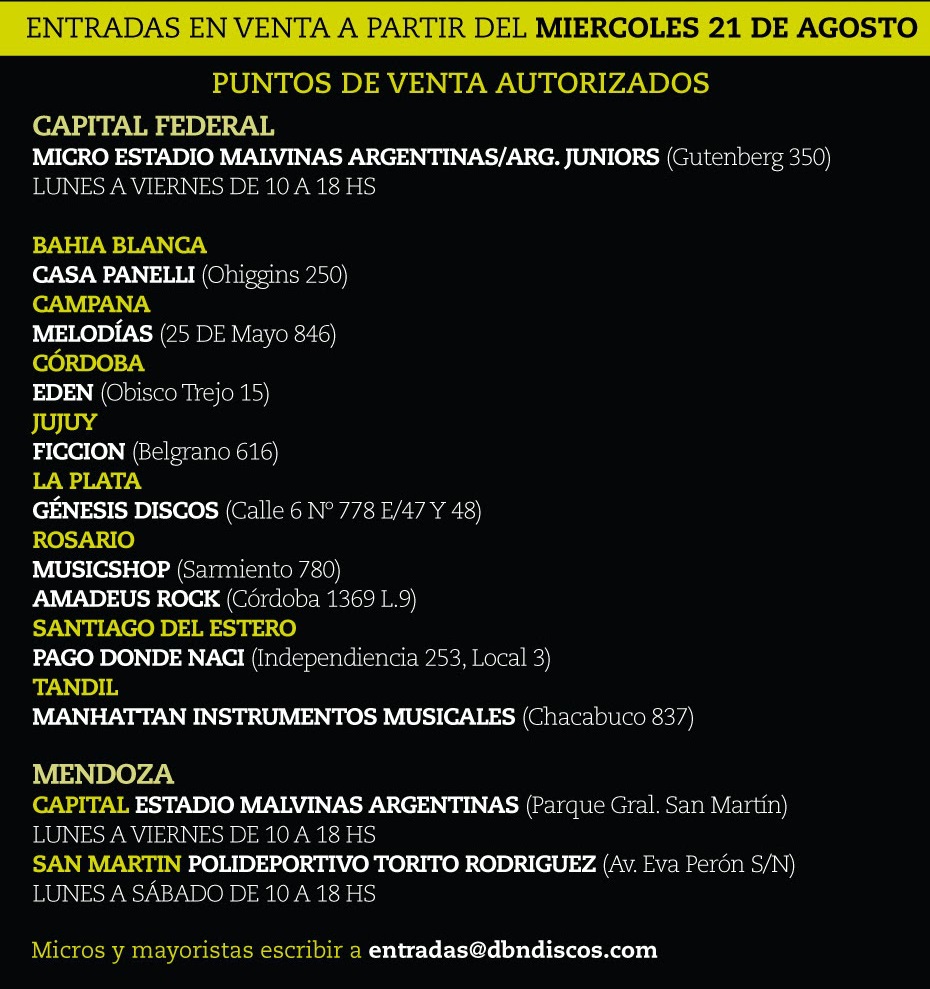 ENTRADAS EN VENTA A PARTIR DEL MIERCOLES 21 DE AGOSTO
PUNTOS DE VENTA AUTORIZADOS
CAPITAL FEDERAL
MICRO ESTADIO MALVINAS ARGENTINAS/ARG. JUNIORS (Gutenberg 350)
LUNES A VIERNES DE 10 A 18 HS
BAHIA BLANCA
CASA PANELLI (Ohiggins 250)
CAMPANA
MELODÍAS (25 DE Mayo 846)
CÓRDOBA
EDEN (Obisco Trejo 15)
JUJUY
FICCION (Belgrano 616)
LA PLATA
GÉNESIS DISCOS (Calle 6 Nº 778 E/47 Y 48)
ROSARIO
MUSICSHOP (Sarmiento 780)
AMADEUS ROCK (Córdoba 1369 L.9)
SANTIAGO DEL ESTERO
PAGO DONDE NACI (Independiencia 253, Local 3)
TANDIL
MANHATTAN INSTRUMENTOS MUSICALES (Chacabuco 837)
MENDOZA
CAPITAL ESTADIO MALVINAS ARGENTINAS (Parque Gral. San Martín)
LUNES A VIERNES DE 10 A 18 HS
SAN MARTIN POLIDEPORTIVO TORITO RODRIGUEZ (Av. Eva Perón S/N)
LUNES A SÁBADO DE 10 A 18 HS
Micros y mayoristas escribir a entradas@dbndiscos.com